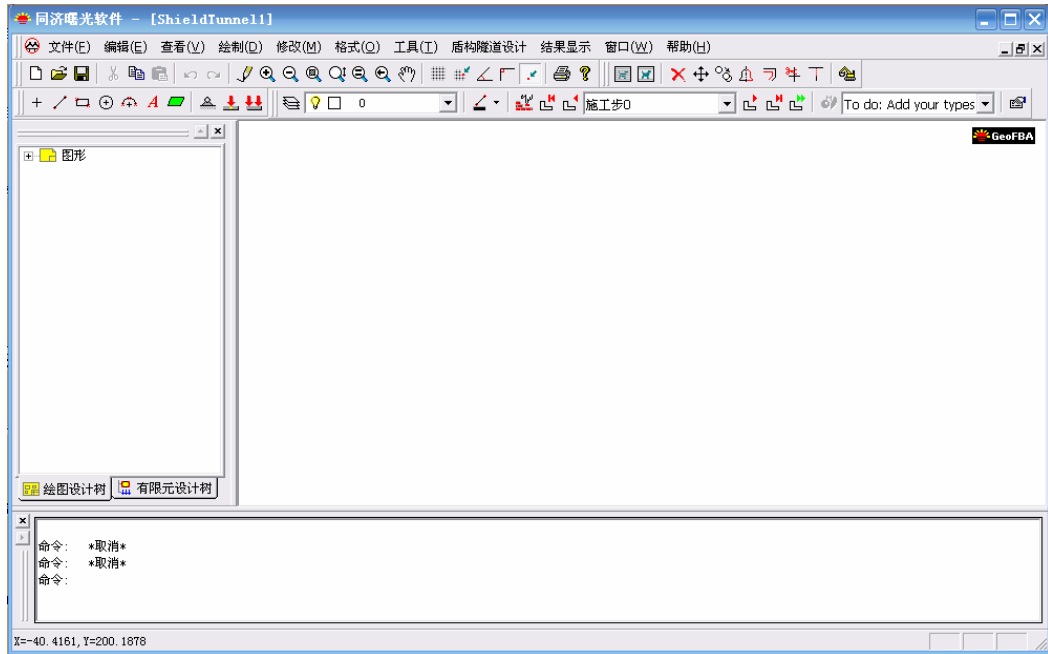 同济曙光软件 - [ShieldTunnel1]
文件(F) 编辑(E) 查看(V) 绘制(D) 修改(M) 格式(O) 工具(T) 盾构隧道设计 结果显示 窗口(W) 帮助(H)
A 0 施工步0 To do: Add your types
GeoFBA
图形
绘图设计树 有限元设计树
命令: *取消*
命令: *取消*
命令:
X=-40.4161,Y=200.1878